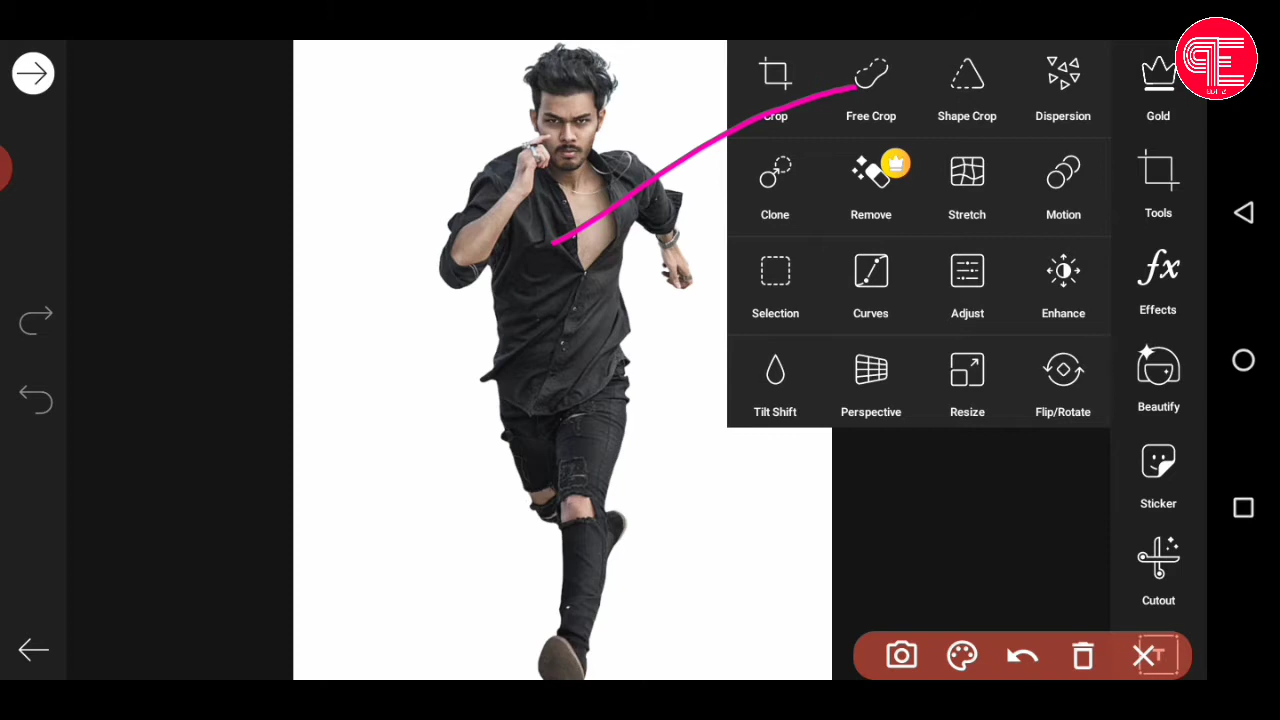 Crop Free Crop Shape Crop Dispersion Gold
Clone Remove Stretch Motion Tools
Selection Curves Adjust Enhance Effects
Tilt Shift Perspective Resize Flip/Rotate Beautify
Sticker
Cutout
T